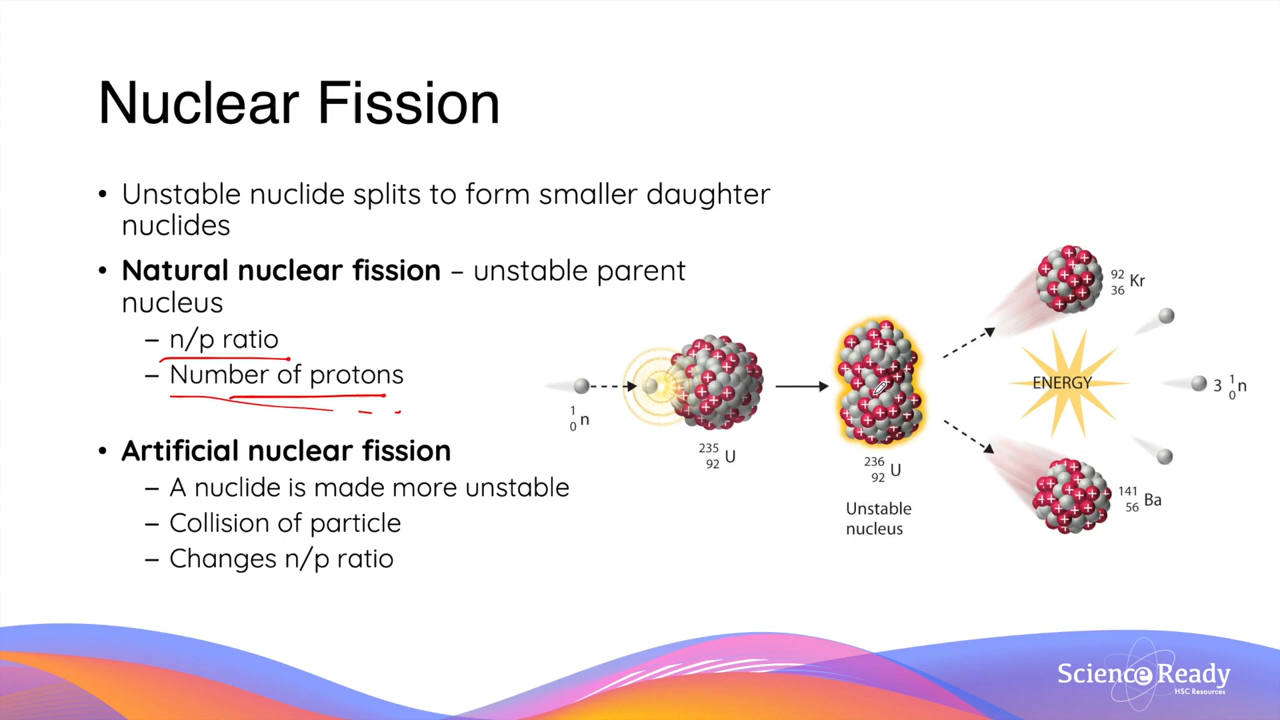 Nuclear Fission
• Unstable nuclide splits to form smaller daughter
nuclides
• Natural nuclear fission – unstable parent
nucleus
– n/p ratio
– Number of protons
• Artificial nuclear fission
– A nuclide is made more unstable
– Collision of particle
– Changes n/p ratio
1
0 n
235
92 U
236
92 U
Unstable
nucleus
92
36 Kr
ENERGY
3 1
0 n
141
56 Ba
Science Ready
HSC Resources